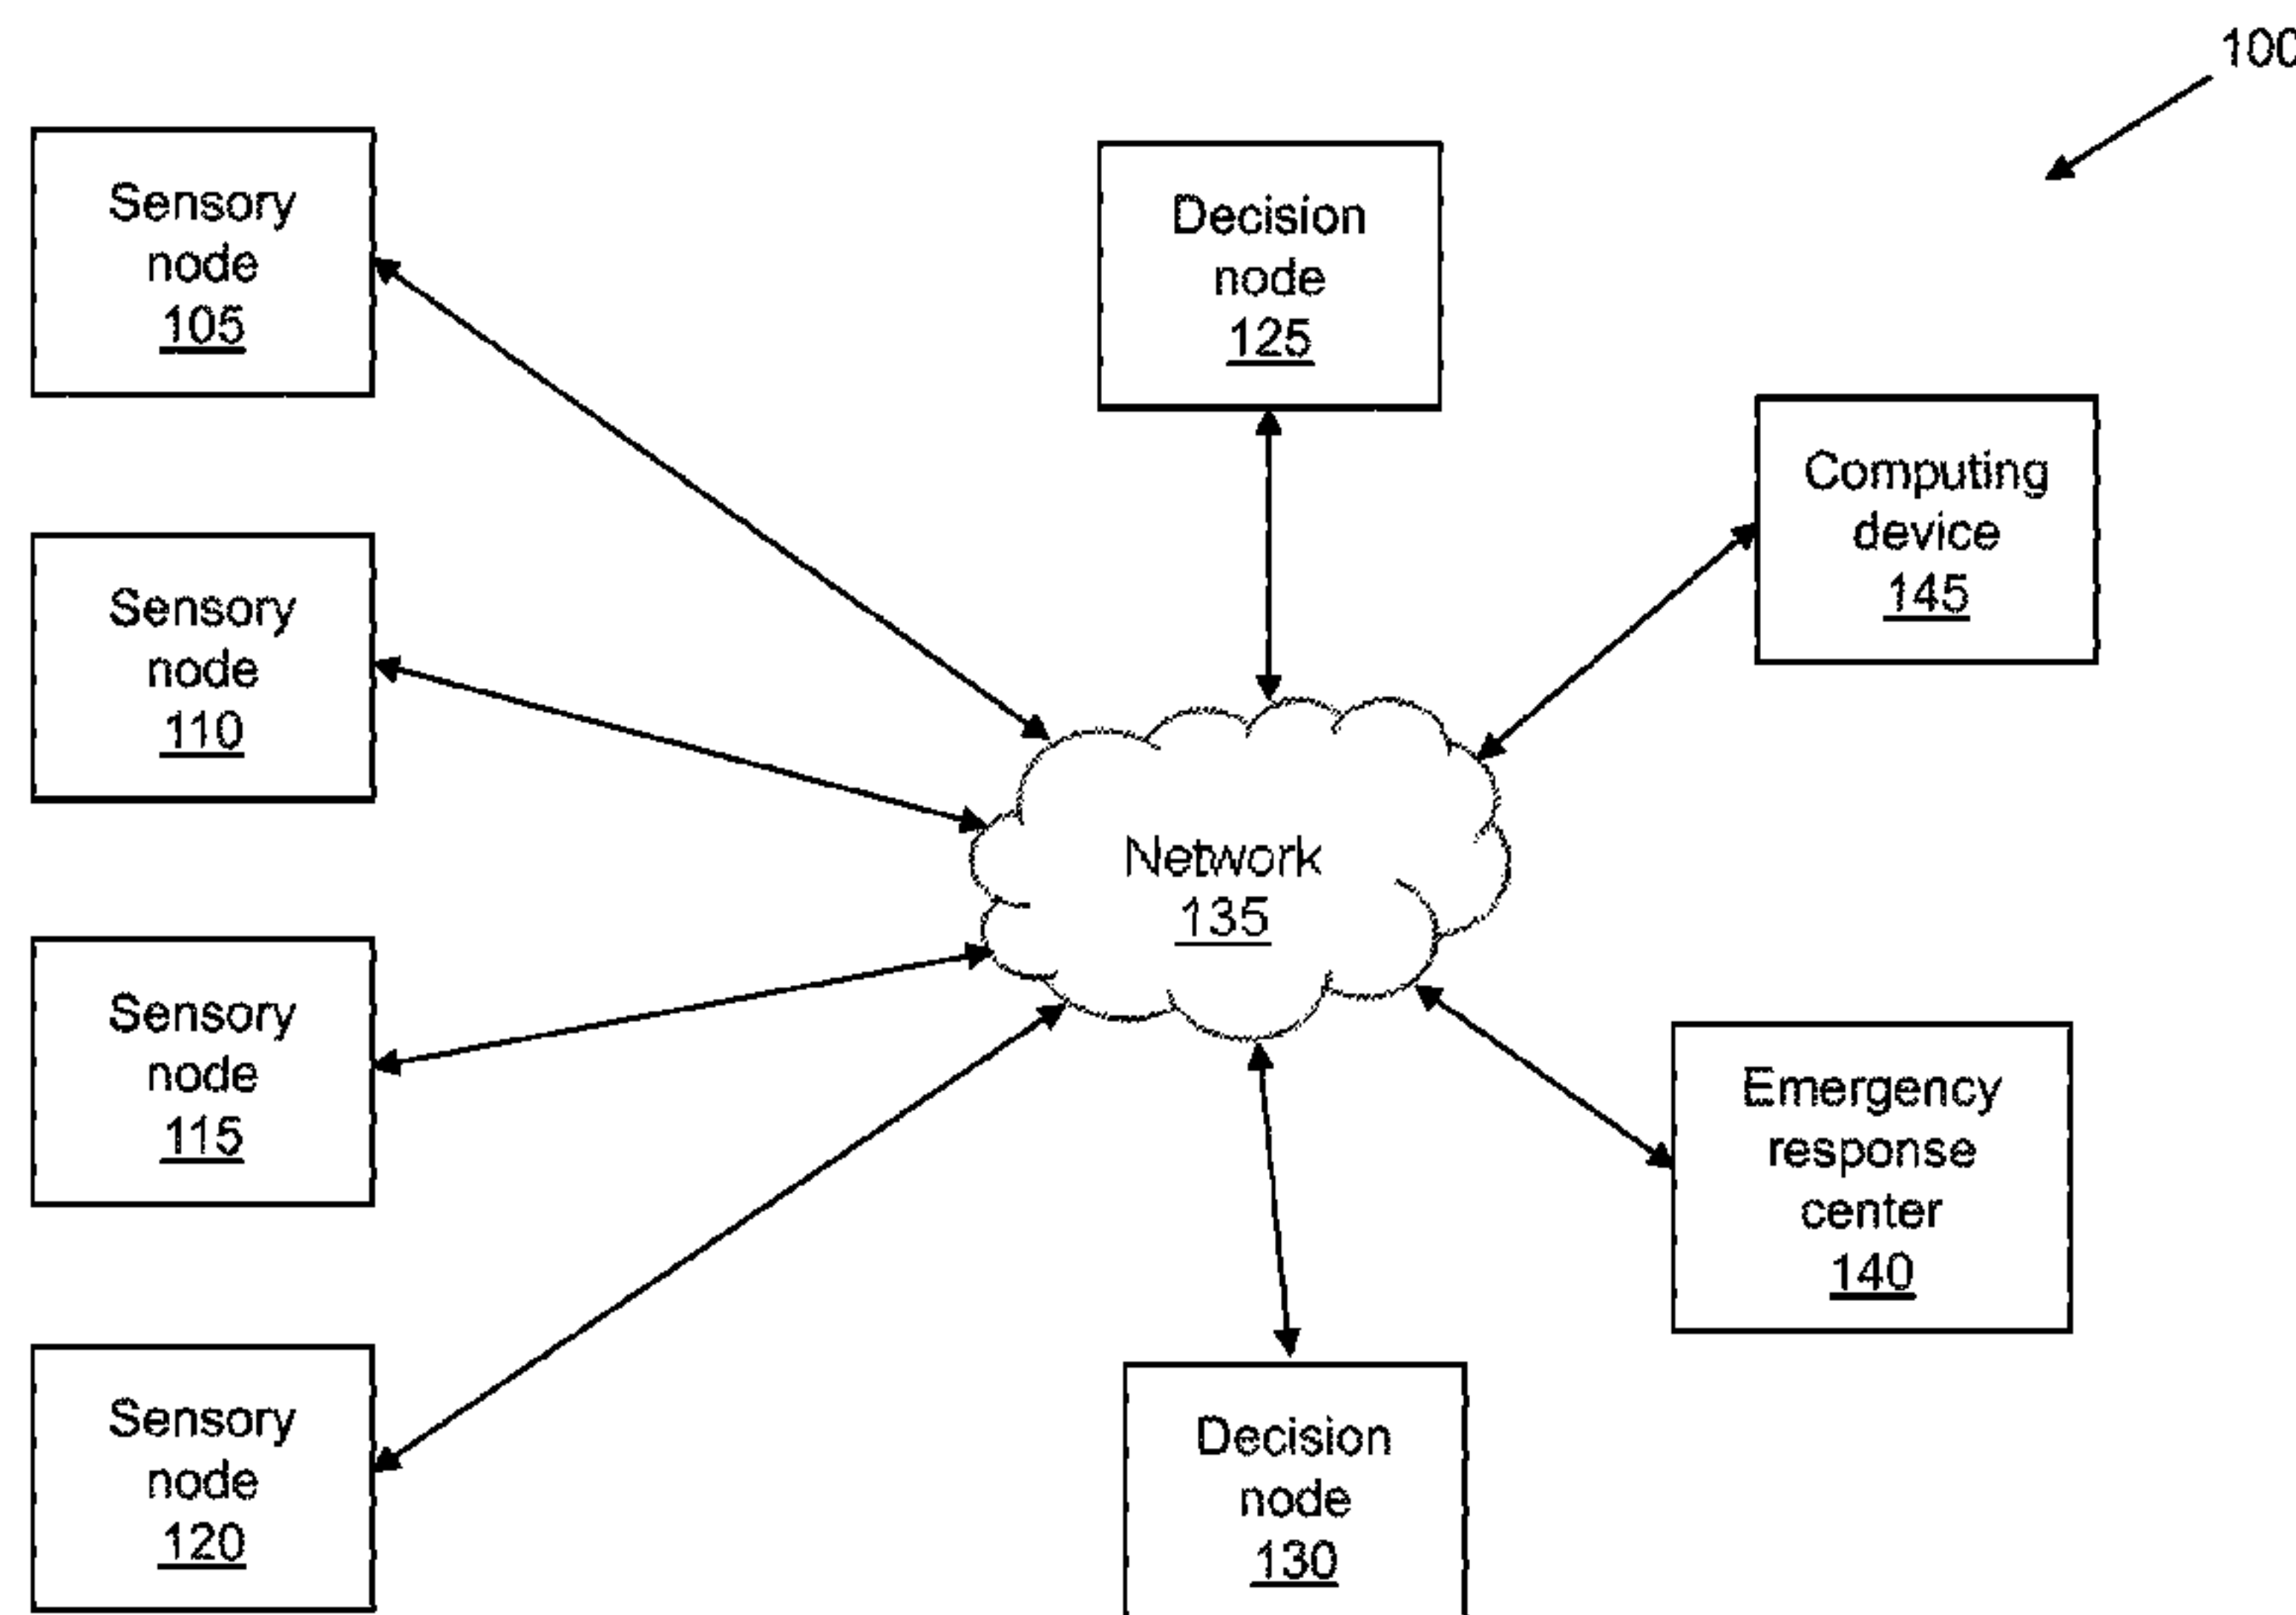 100
Sensory
node
105
Decision
node
125
Computing
device
145
Sensory
node
110
Network
135
Sensory
node
115
Emergency
response
center
140
Sensory
node
120
Decision
node
130